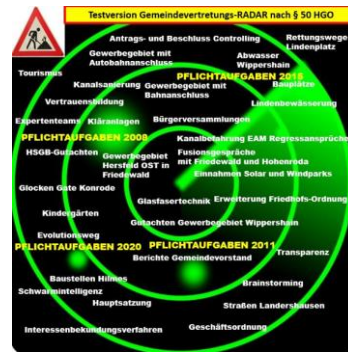 Testversion Gemeindevertretungs-RADAR nach § 50 HGO
Antrags- und Beschluss Controlling
Rettungswege
Lindenplatz
Gewerbegebiet mit
Autobahnanschluss
Abwasser
Wippershain
Tourismus
PFLICHTAUFGABEN 2016
Kanalsanierung
Gewerbegebiet mit
Bahnanschluss
Bauplätze
Vertrauensbildung
Lindenbewässerung
Expertenteams
Kläranlagen
Bürgerversammlungen
PFLICHTAUFGABEN 2008
Kanalbefahrung EAM Regressansprüche
HSGB-Gutachten
Gewerbegebiet
Hersfeld OST in
Friedewald
Fusionsgespräche
mit Friedewald und Hohenroda
Einnahmen Solar und Windparks
Glocken Gate Konrode
Glasfasertechnik
Erweiterung Friedhofs-Ordnung
Kindergärten
Gutachten Gewerbegebiet Wippershain
Evolutionsweg
PFLICHTAUFGABEN 2020
PFLICHTAUFGABEN 2011
Transparenz
Berichte Gemeindevorstand
Baustellen Hilmes
Brainstorming
Schwarmintelligenz
Hauptsatzung
Straßen Landershausen
Interessenbekundungsverfahren
Geschäftsordnung